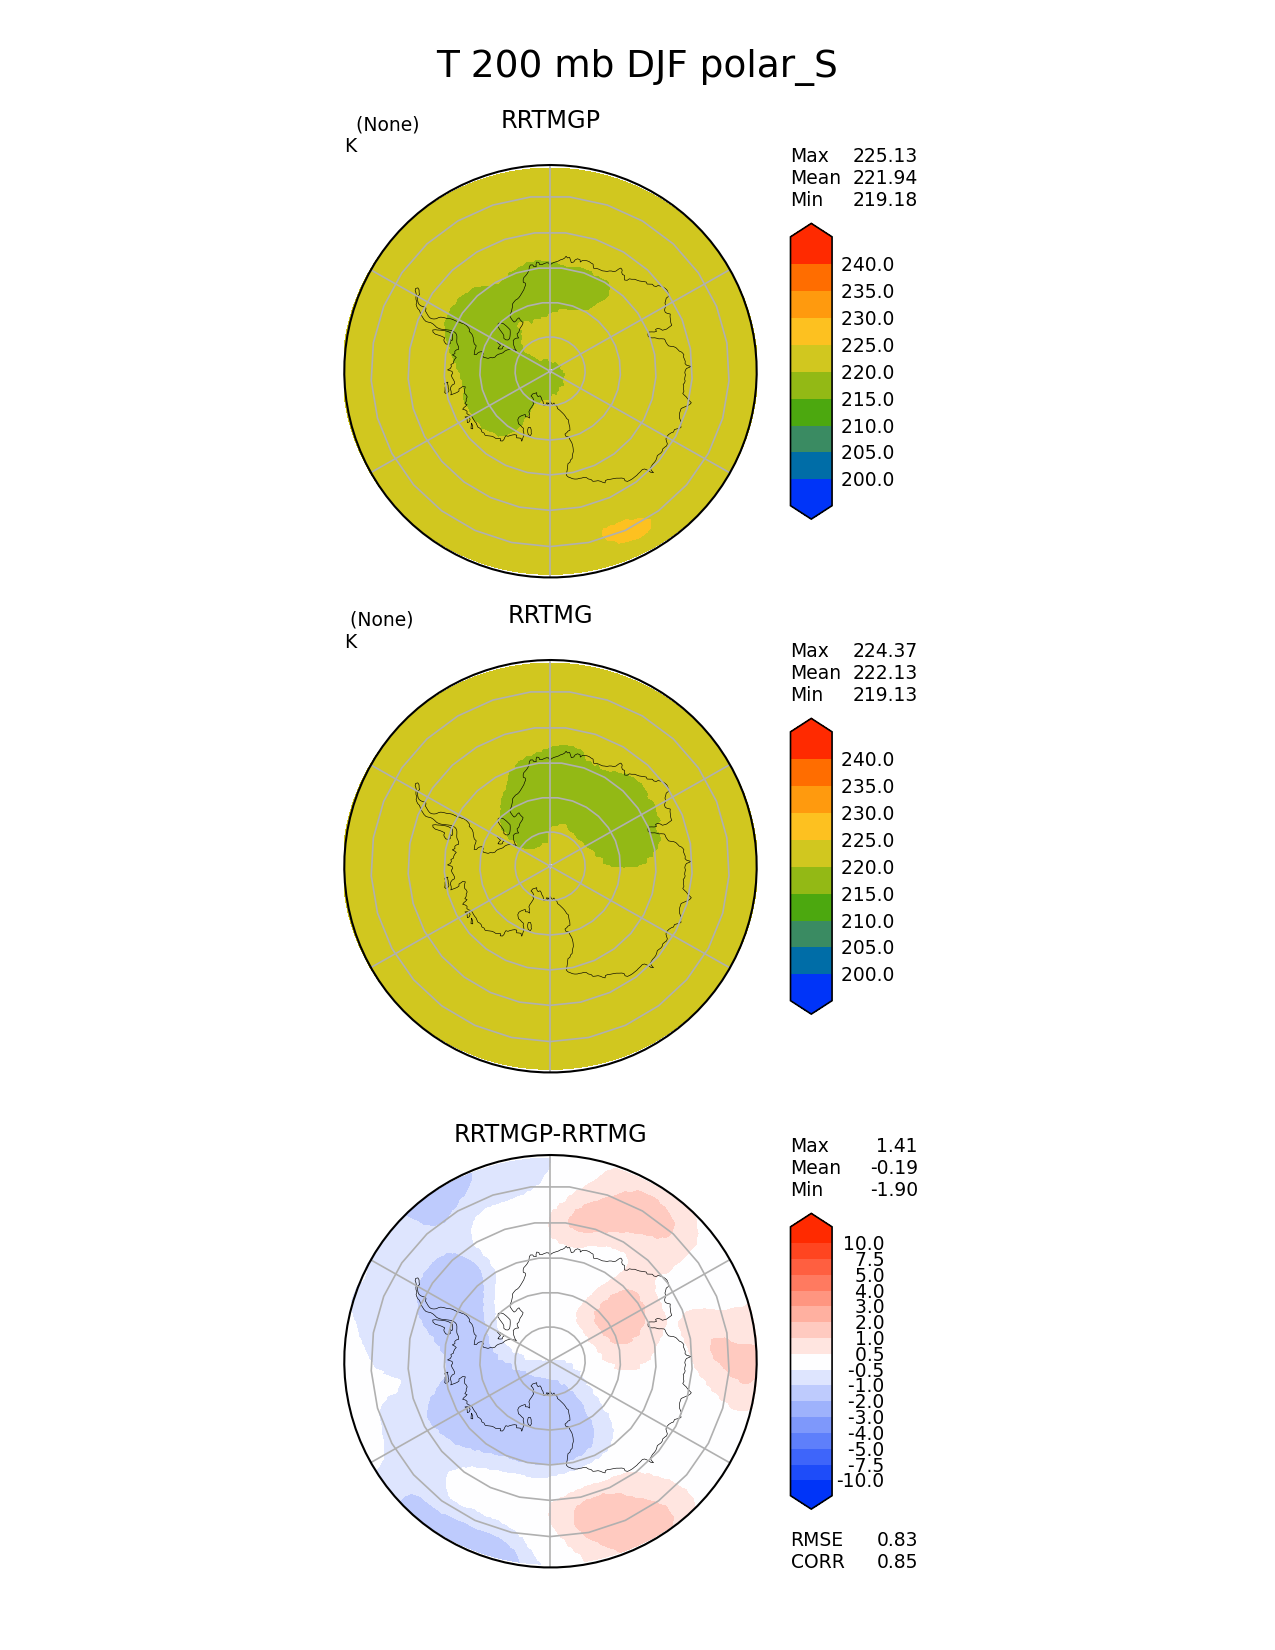 T 200 mb DJF polar_S
RRTMGP
(None)
K
Max 225.13
Mean 221.94
Min 219.18
240.0
235.0
230.0
225.0
220.0
215.0
210.0
205.0
200.0
RRTMG
(None)
K
Max 224.37
Mean 222.13
Min 219.13
240.0
235.0
230.0
225.0
220.0
215.0
210.0
205.0
200.0
RRTMGP-RRTMG
Max 1.41
Mean -0.19
Min -1.90
10.0
7.5
5.0
4.0
3.0
2.0
1.0
0.5
-0.5
-1.0
-2.0
-3.0
-4.0
-5.0
-7.5
-10.0
RMSE 0.83
CORR 0.85